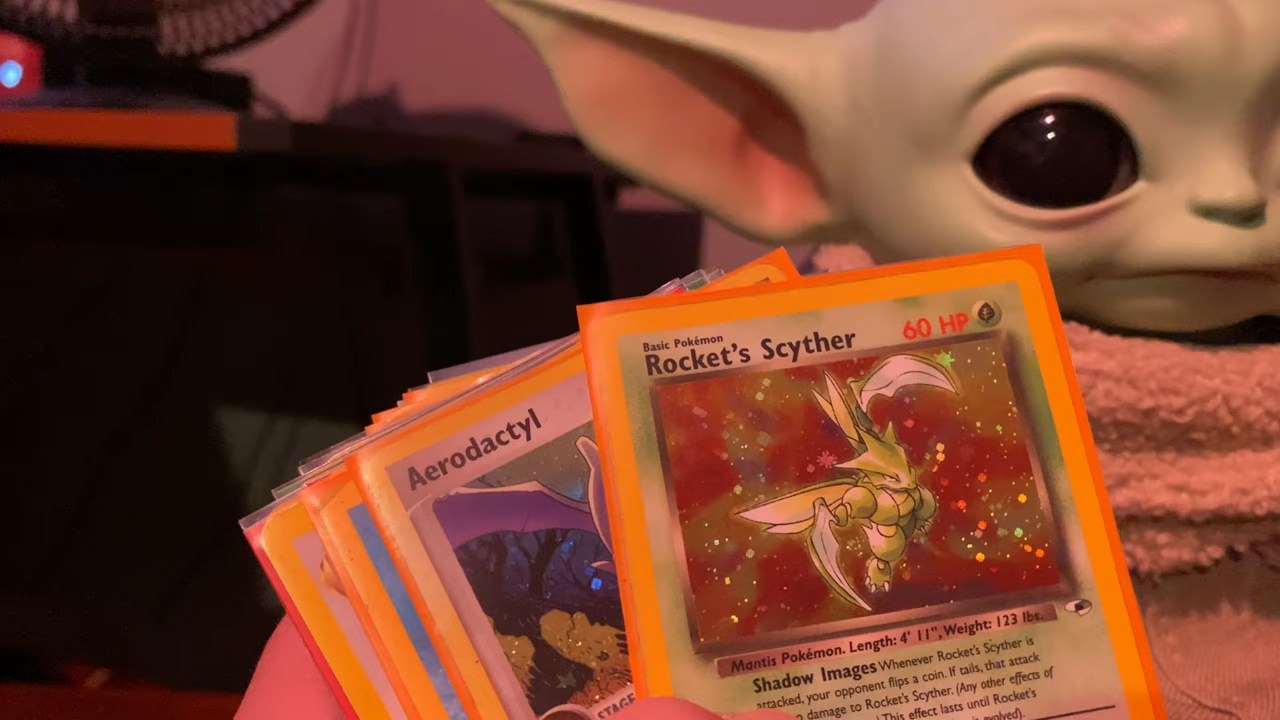 Basic Pokémon
Rocket's Scyther
60 HP
Aerodactyl
Mantis Pokémon. Length: 4' 11", Weight: 123 lbs.
Shadow Images Whenever Rocket's Scyther is
attacked, your opponent flips a coin. If tails, that attack
damage to Rocket's Scyther. (Any other effects of
This effect lasts until Rocket's
evolved).
STAGE